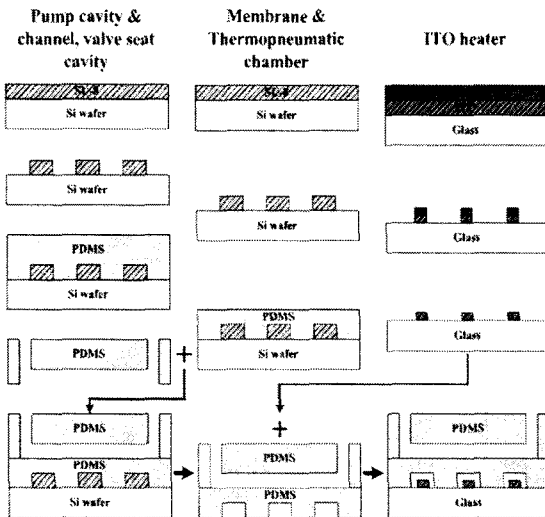 Pump cavity &
channel, valve seat
cavity
Membrane &
Thermopneumatic
chamber
ITO heater
SU-8
Si wafer
SU-8
Si wafer
Glass
Si wafer
Si wafer
Glass
PDMS
Si wafer
PDMS
Si wafer
Glass
PDMS
+
PDMS
PDMS
Si wafer
+
PDMS
PDMS
PDMS
Glass